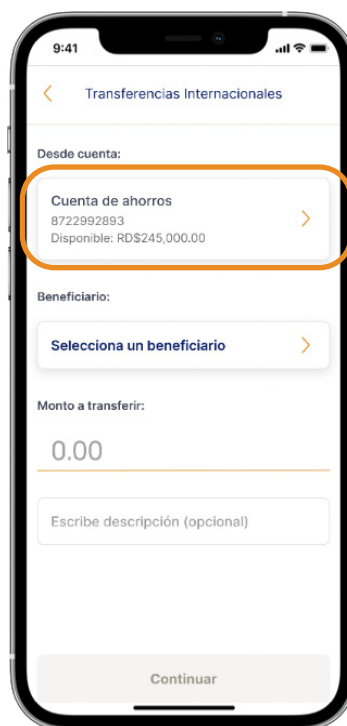 9:41
Transferencias Internacionales
Desde cuenta:
Cuenta de ahorros
8722992893
Disponible: RD$245,000.00
Beneficiario:
Selecciona un beneficiario
Monto a transferir:
0.00
Escribe descripción (opcional)
Continuar